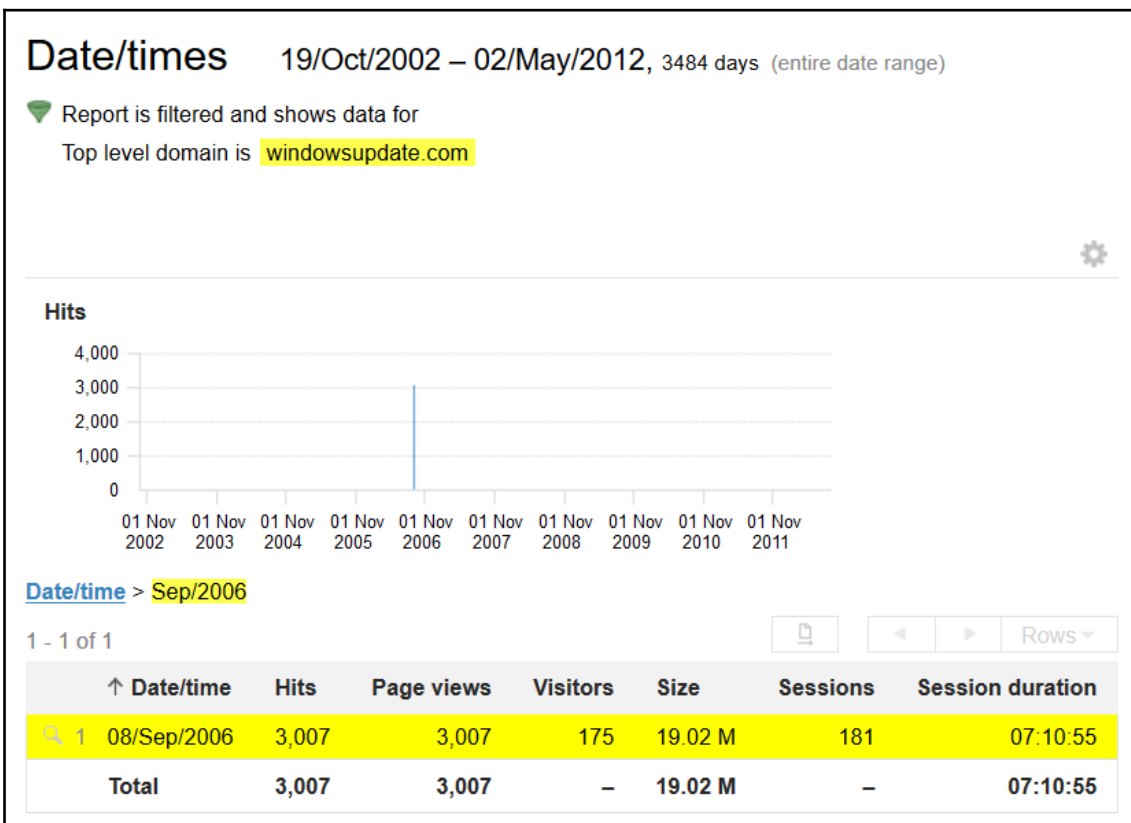 Date/times 19/Oct/2002 – 02/May/2012, 3484 days (entire date range)
Report is filtered and shows data for
Top level domain is windowsupdate.com
Hits
4,000
3,000
2,000
1,000
0
01 Nov 01 Nov 01 Nov 01 Nov 01 Nov 01 Nov 01 Nov 01 Nov 01 Nov 01 Nov
2002 2003 2004 2005 2006 2007 2008 2009 2010 2011
Date/time > Sep/2006
1 - 1 of 1 Rows
↑ Date/time Hits Page views Visitors Size Sessions Session duration
1 08/Sep/2006 3,007 3,007 175 19.02 M 181 07:10:55
Total 3,007 3,007 – 19.02 M – 07:10:55